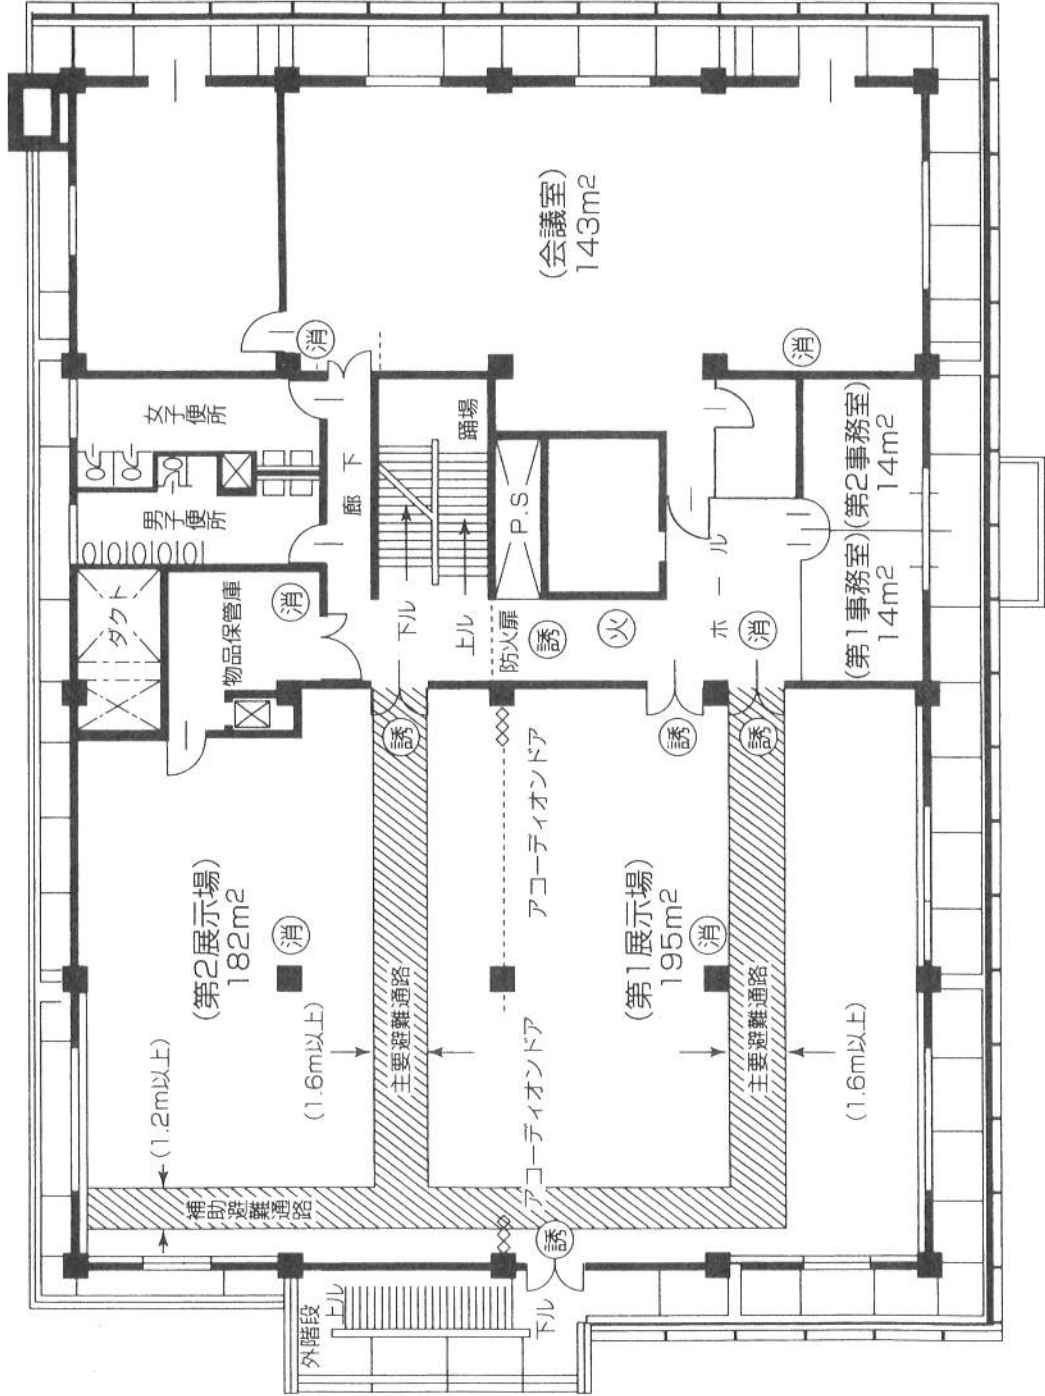 外階段
上ル
下ル
補助避難通路
(1.2m以上)
(第2展示場)
182m²
消
(1.6m以上)
主要避難通路
アコーディオンドア
アコーディオンドア
誘
(第1展示場)
195m²
消
主要避難通路
(1.6m以上)
誘
誘
誘
ダクト
物品保管庫
消
男子便所
女子便所
廊下
下ル
上ル
踊場
P.S
防火扉
誘
火
ホール
消
(第1事務室)
14m²
(第2事務室)
14m²
消
(会議室)
143m²
消